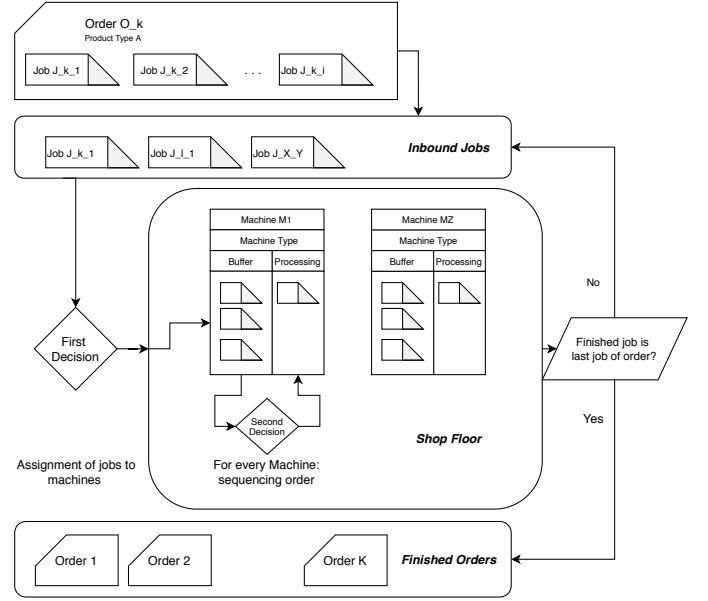 Order O_k
Product Type A
Job J_k_1
Job J_k_2
. . .
Job J_k_i
Job J_k_1
Job J_l_1
Job J_X_Y
Inbound Jobs
Machine M1
Machine Type
Buffer
Processing
Machine MZ
Machine Type
Buffer
Processing
No
First
Decision
Finished job is
last job of order?
Second
Decision
Yes
Shop Floor
Assignment of jobs to
machines
For every Machine:
sequencing order
Order 1
Order 2
Order K
Finished Orders